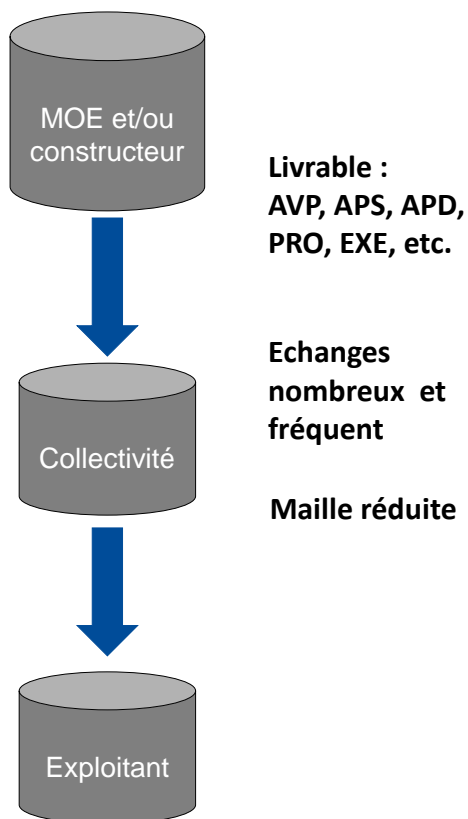 MOE et/ou
constructeur
Livrable :
AVP, APS, APD,
PRO, EXE, etc.
Echanges
nombreux et
fréquent
Collectivité
Maille réduite
Exploitant